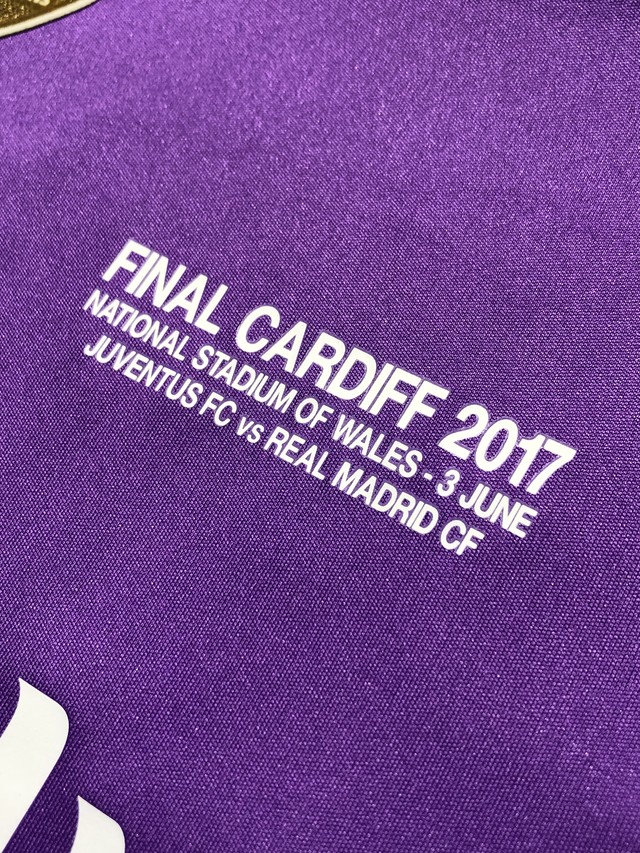 FINAL CARDIFF 2017
NATIONAL STADIUM OF WALES - 3 JUNE
JUVENTUS FC vs REAL MADRID CF